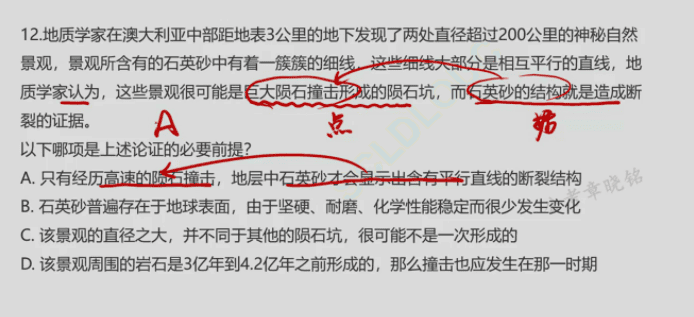 12.地质学家在澳大利亚中部距地表3公里的地下发现了两处直径超过200公里的神秘自然
景观，景观所含有的石英砂中有着一簇簇的细线，这些细线大部分是相互平行的直线，地
质学家认为，这些景观很可能是巨大陨石撞击形成的陨石坑，而石英砂的结构就是造成断
裂的证据。
A
点
以下哪项是上述论证的必要前提？
A. 只有经历高速的陨石撞击，地层中石英砂才会显示出含有平行直线的断裂结构
B. 石英砂普遍存在于地球表面，由于坚硬、耐磨、化学性能稳定而很少发生变化
C. 该景观的直径之大，并不同于其他的陨石坑，很可能不是一次形成的
D. 该景观周围的岩石是3亿年到4.2亿年之前形成的，那么撞击也应发生在那一时期
章晓铭